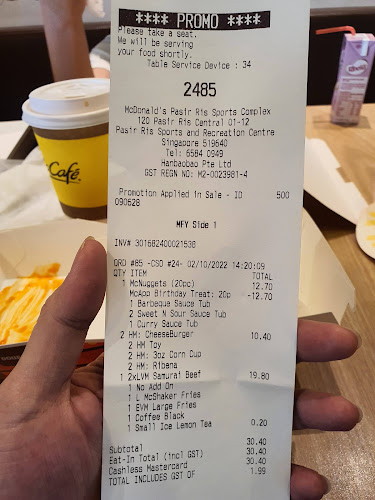 **** PROMO ****
Please take a seat.
We will be serving
your food shortly.
Table Service Device : 34
2485
McDonald's Pasir Ris Sports Complex
120 Pasir Ris Central 01-12
Pasir Ris Sports and Recreation Centre
Singapore 519640
Tel: 6584 0949
Hanbaobao Pte Ltd
GST REGN NO: M2-0023981-4
Promotion Applied in Sale - ID 500
090628
MFY Side 1
INV# 301682400021538
ORD #85 -CSO #24- 02/10/2022 14:20:09
QTY ITEM TOTAL
1 McNuggets (20pc) 12.70
McApp Birthday Treat: 20p -12.70
1 Barbeque Sauce Tub
2 Sweet N Sour Sauce Tub
1 Curry Sauce Tub
2 HM: CheeseBurger 10.40
2 HM Toy
2 HM: 3oz Corn Cup
2 HM: Ribena
1 2xLVM Samurai Beef 19.80
1 No Add On
1 L McShaker Fries
1 EVM Large Fries
1 Coffee Black
1 Small Ice Lemon Tea 0.20
Subtotal 30.40
Eat-In Total (incl GST) 30.40
Cashless Mastercard 30.40
TOTAL INCLUDES GST OF 1.99
McCafé